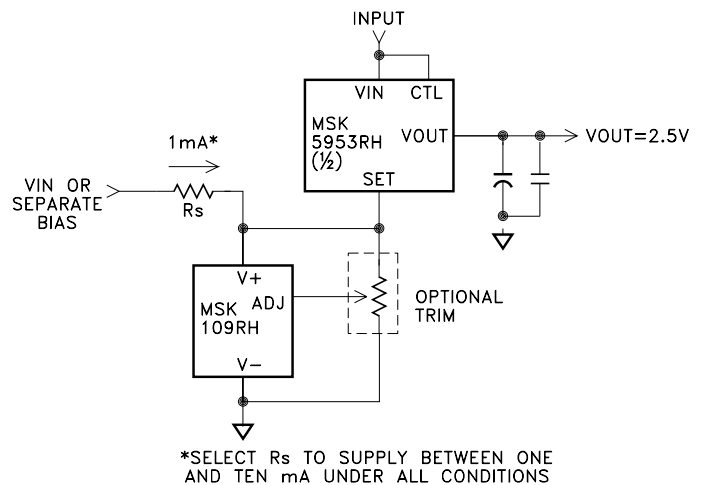 INPUT
VIN CTL
MSK
5953RH
(½)
VOUT
SET
VOUT=2.5V
1mA*
VIN OR
SEPARATE
BIAS
Rs
V+
ADJ
MSK
109RH
V-
OPTIONAL
TRIM
*SELECT Rs TO SUPPLY BETWEEN ONE
AND TEN mA UNDER ALL CONDITIONS